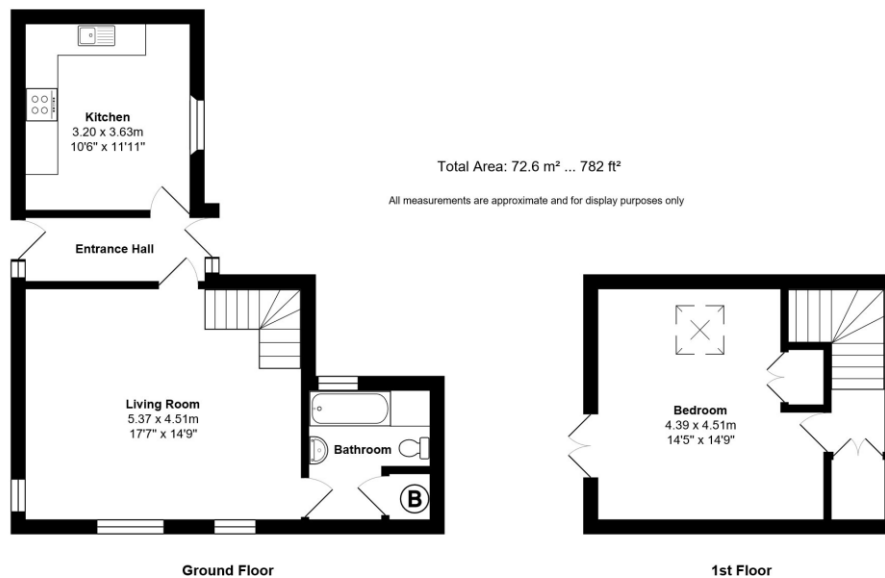 Kitchen
3.20 x 3.63m
10'6" x 11'11"
Total Area: 72.6 m² ... 782 ft²
All measurements are approximate and for display purposes only
Entrance Hall
Living Room
5.37 x 4.51m
17'7" x 14'9"
Bathroom
B
Bedroom
4.39 x 4.51m
14'5" x 14'9"
Ground Floor
1st Floor